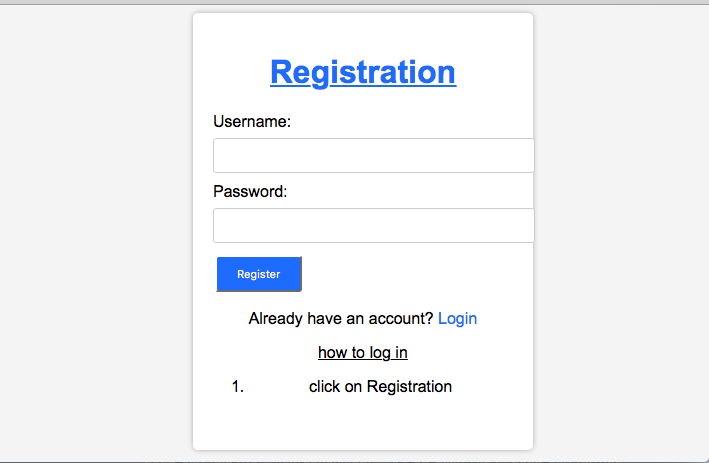 Registration
Username:
Password:
Register
Already have an account? Login
how to log in
1. click on Registration